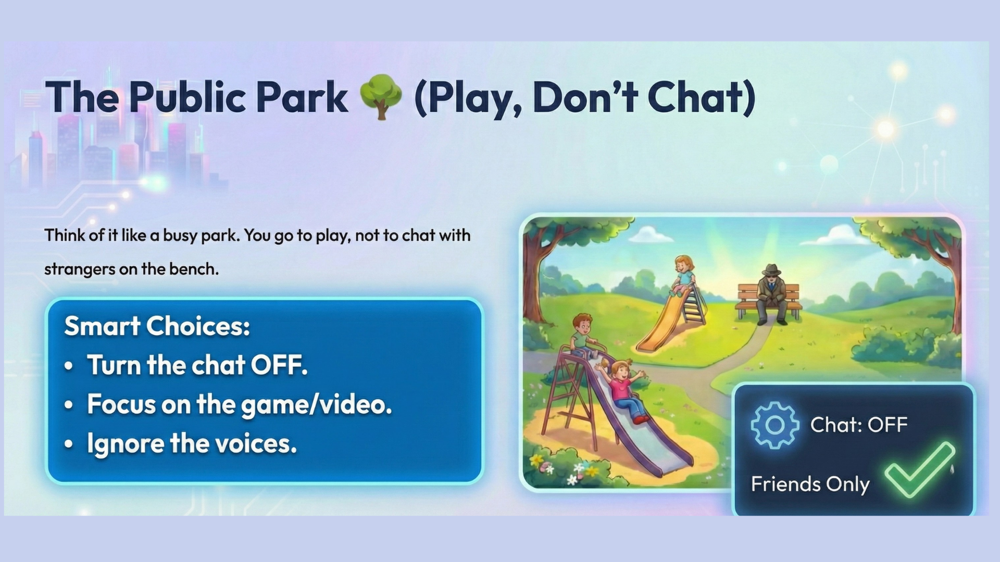 The Public Park 🌳 (Play, Don’t Chat)
Think of it like a busy park. You go to play, not to chat with
strangers on the bench.
Smart Choices:
• Turn the chat OFF.
• Focus on the game/video.
• Ignore the voices.
Chat: OFF
Friends Only